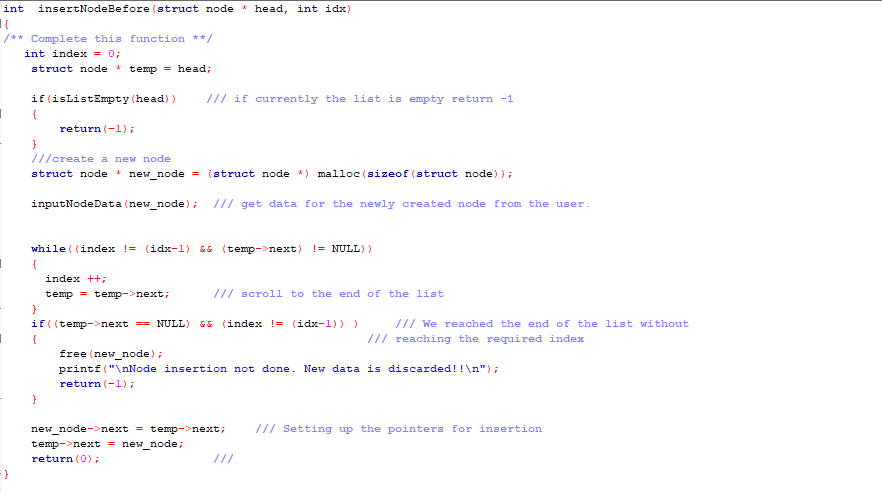 int  insertNodeBefore(struct node * head, int idx)
{
/** Complete this function **/
int index = 0;
struct node * temp = head;
if(isListEmpty(head))    /// if currently the list is empty return -1
{
return(-1);
}
///create a new node
struct node * new_node = (struct node *) malloc(sizeof(struct node));
inputNodeData(new_node);  /// get data for the newly created node from the user.
while((index != (idx-1) && (temp->next) != NULL))
{
index ++;
temp = temp->next;      /// scroll to the end of the list
}
if((temp->next == NULL) && (index != (idx-1)) )     /// We reached the end of the list without
{                                               /// reaching the required index
free(new_node);
printf("\nNode insertion not done. New data is discarded!!\n");
return(-1);
}
new_node->next = temp->next;    /// Setting up the pointers for insertion
temp->next = new_node;
return(0);                ///
}